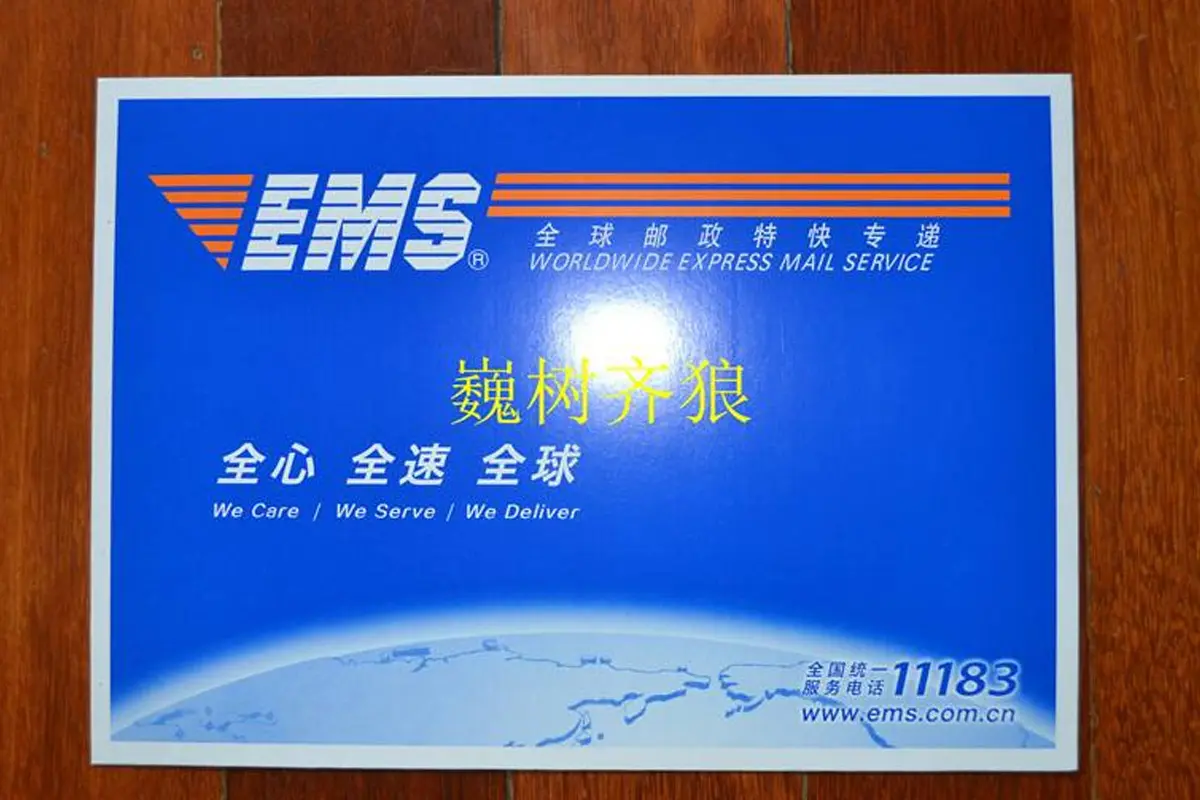 EMS®
全球邮政特快专递
WORLDWIDE EXPRESS MAIL SERVICE
巍树齐狼
全心 全速 全球
We Care / We Serve / We Deliver
全国统一
服务电话 11183
www.ems.com.cn